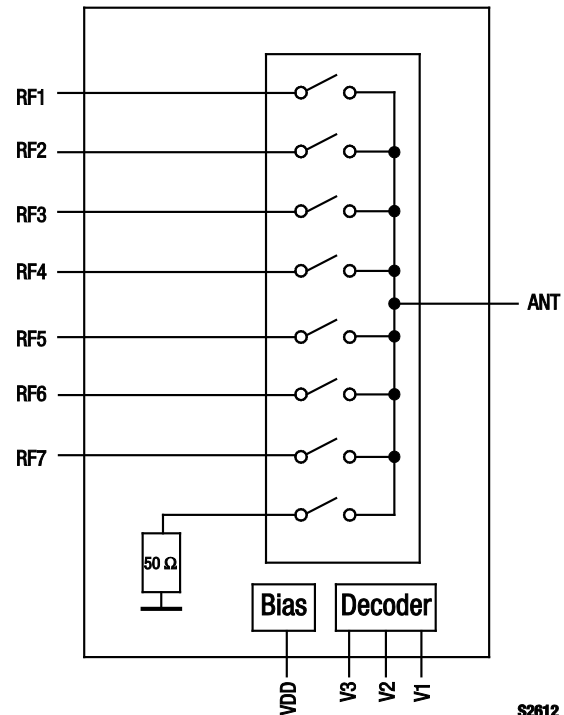 RF1
RF2
RF3
RF4
ANT
RF5
RF6
RF7
50 Ω
Bias
Decoder
VDD
V3
V2
V1
S2612